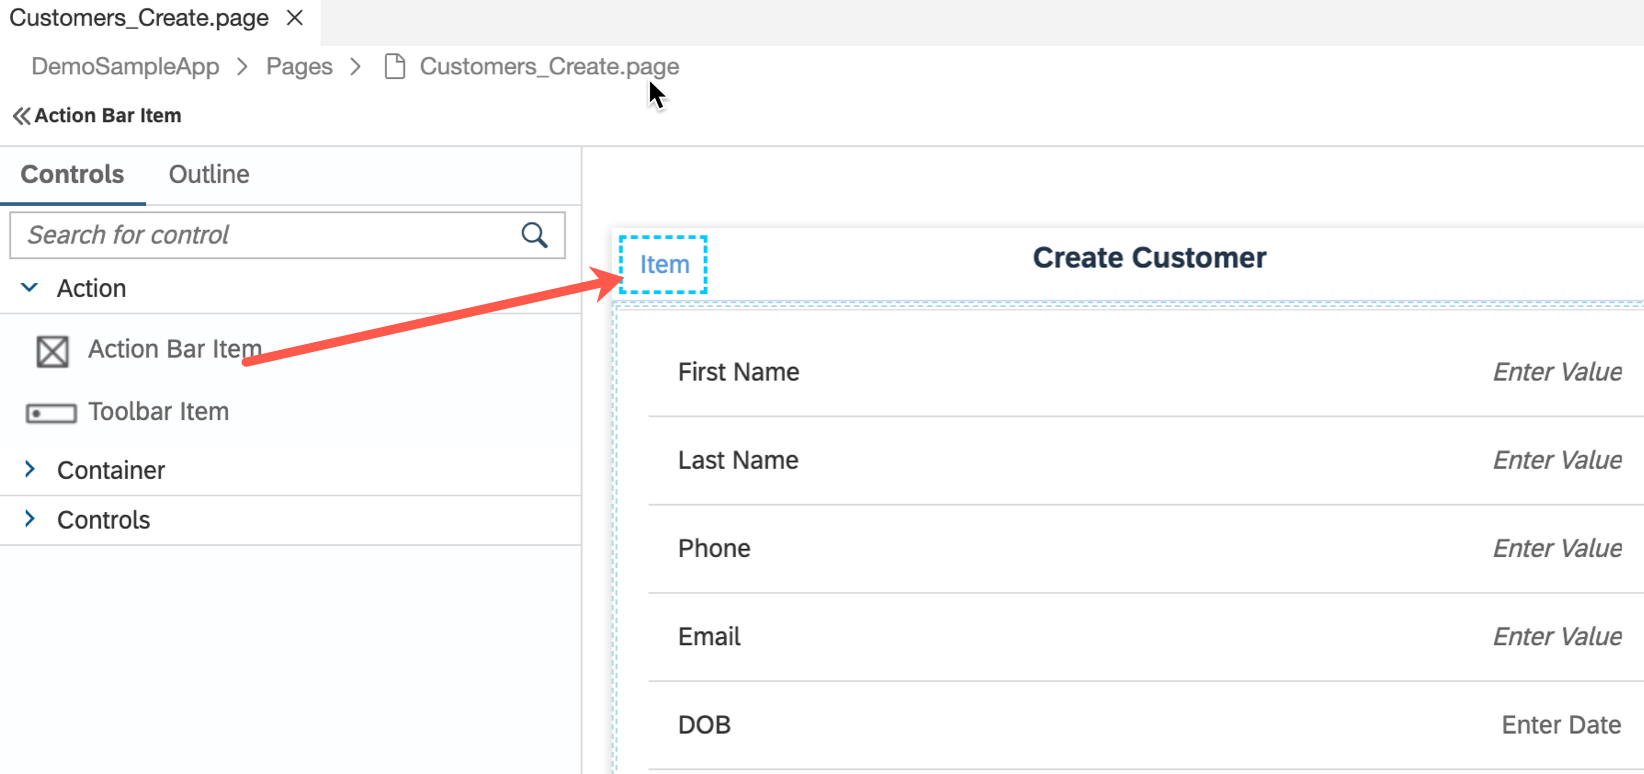 Customers_Create.page
DemoSampleApp > Pages > Customers_Create.page
Action Bar Item
Controls Outline
Search for control
Action
Action Bar Item
Toolbar Item
Container
Controls
Item Create Customer
First Name Enter Value
Last Name Enter Value
Phone Enter Value
Email Enter Value
DOB Enter Date